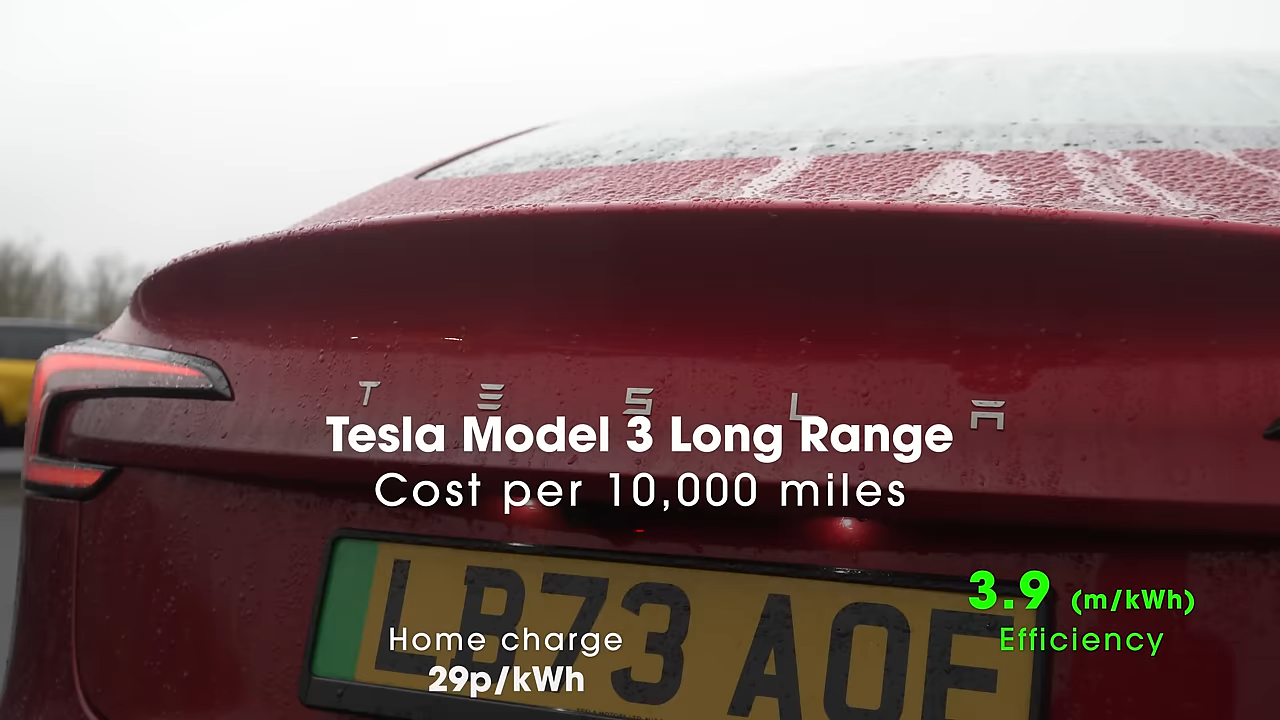 TESLA
Tesla Model 3 Long Range
Cost per 10,000 miles
LB73 AOE
3.9 (m/kWh)
Efficiency
Home charge
29p/kWh